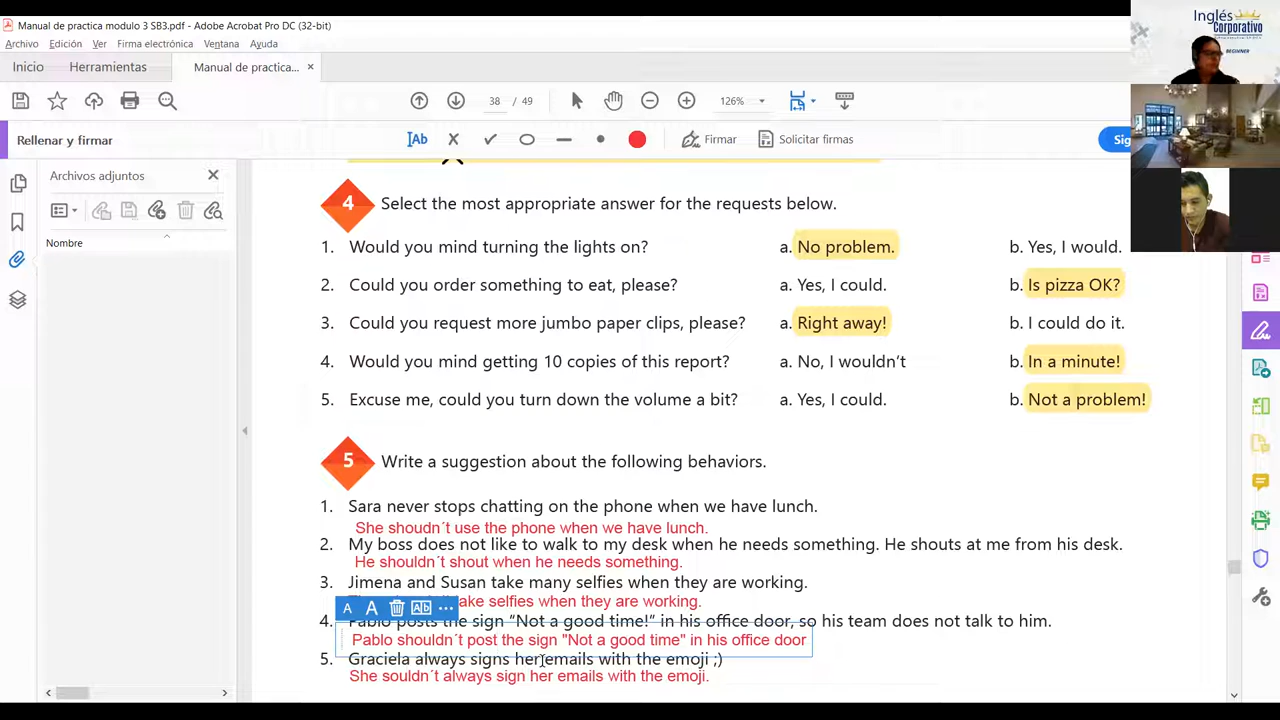 Manual de practica modulo 3 SB3.pdf - Adobe Acrobat Pro DC (32-bit)
Archivo Edición Ver Firma electrónica Ventana Ayuda
Inicio Herramientas Manual de practica... ×
38 / 49 126%
Rellenar y firmar
Ab Firmar Solicitar firmas Sig
Archivos adjuntos
Nombre
Inglés
Corporativo
BEGINNER
4 Select the most appropriate answer for the requests below.
1. Would you mind turning the lights on? a. No problem. b. Yes, I would.
2. Could you order something to eat, please? a. Yes, I could. b. Is pizza OK?
3. Could you request more jumbo paper clips, please? a. Right away! b. I could do it.
4. Would you mind getting 10 copies of this report? a. No, I wouldn't b. In a minute!
5. Excuse me, could you turn down the volume a bit? a. Yes, I could. b. Not a problem!
5 Write a suggestion about the following behaviors.
1. Sara never stops chatting on the phone when we have lunch.
She shoudn´t use the phone when we have lunch.
2. My boss does not like to walk to my desk when he needs something. He shouts at me from his desk.
He shouldn't shout when he needs something.
3. Jimena and Susan take many selfies when they are working.
take selfies when they are working.
A A Ab ...
4. Pablo posts the sign “Not a good time!” in his office door, so his team does not talk to him.
Pablo shouldn´t post the sign "Not a good time" in his office door
5. Graciela always signs her emails with the emoji ;)
She souldn´t always sign her emails with the emoji.